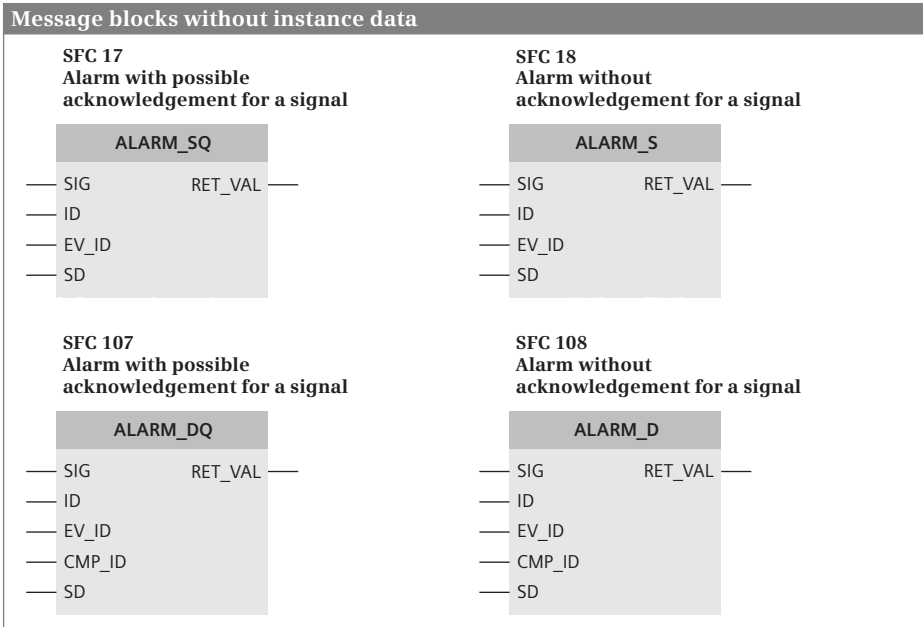 Message blocks without instance data
SFC 17
Alarm with possible
acknowledgement for a signal
ALARM_SQ
SIG RET_VAL
ID
EV_ID
SD
SFC 18
Alarm without
acknowledgement for a signal
ALARM_S
SIG RET_VAL
ID
EV_ID
SD
SFC 107
Alarm with possible
acknowledgement for a signal
ALARM_DQ
SIG RET_VAL
ID
EV_ID
CMP_ID
SD
SFC 108
Alarm without
acknowledgement for a signal
ALARM_D
SIG RET_VAL
ID
EV_ID
CMP_ID
SD